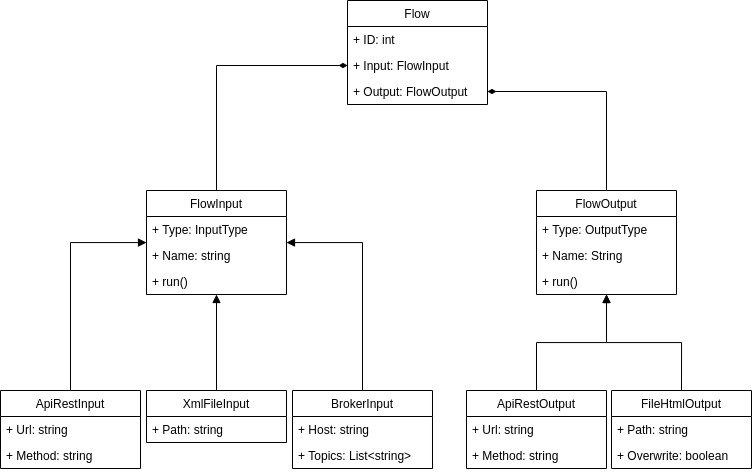 Flow
+ ID: int
+ Input: FlowInput
+ Output: FlowOutput
FlowInput
+ Type: InputType
+ Name: string
+ run()
FlowOutput
+ Type: OutputType
+ Name: String
+ run()
ApiRestInput
+ Url: string
+ Method: string
XmlFileInput
+ Path: string
BrokerInput
+ Host: string
+ Topics: List<string>
ApiRestOutput
+ Url: string
+ Method: string
FileHtmlOutput
+ Path: string
+ Overwrite: boolean